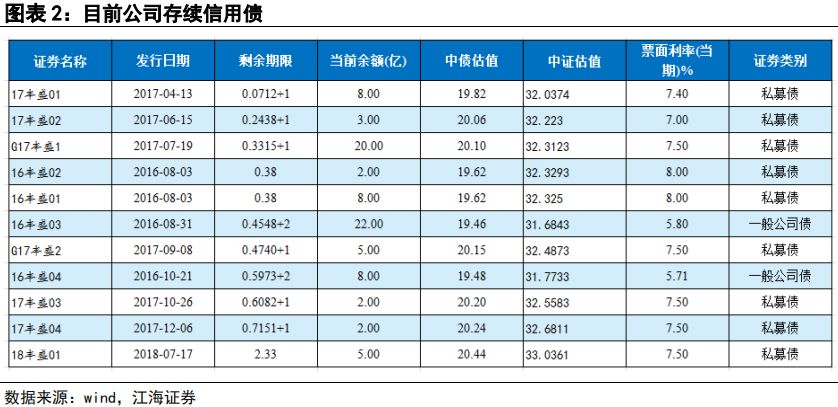 图表 2：目前公司存续信用债
证券名称 发行日期 剩余期限 当前余额(亿) 中债估值 中证估值 票面利率(当期)% 证券类别
17丰盛01 2017-04-13 0.0712+1 8.00 19.82 32.0374 7.40 私募债
17丰盛02 2017-06-15 0.2438+1 3.00 20.06 32.223 7.00 私募债
G17丰盛1 2017-07-19 0.3315+1 20.00 20.10 32.3123 7.50 私募债
16丰盛02 2016-08-03 0.38 2.00 19.62 32.3293 8.00 私募债
16丰盛01 2016-08-03 0.38 8.00 19.62 32.325 8.00 私募债
16丰盛03 2016-08-31 0.4548+2 22.00 19.46 31.6843 5.80 一般公司债
G17丰盛2 2017-09-08 0.4740+1 5.00 20.15 32.4873 7.50 私募债
16丰盛04 2016-10-21 0.5973+2 8.00 19.48 31.7733 5.71 一般公司债
17丰盛03 2017-10-26 0.6082+1 2.00 20.20 32.5583 7.50 私募债
17丰盛04 2017-12-06 0.7151+1 2.00 20.24 32.6811 7.50 私募债
18丰盛01 2018-07-17 2.33 5.00 20.44 33.0361 7.50 私募债
数据来源：wind，江海证券